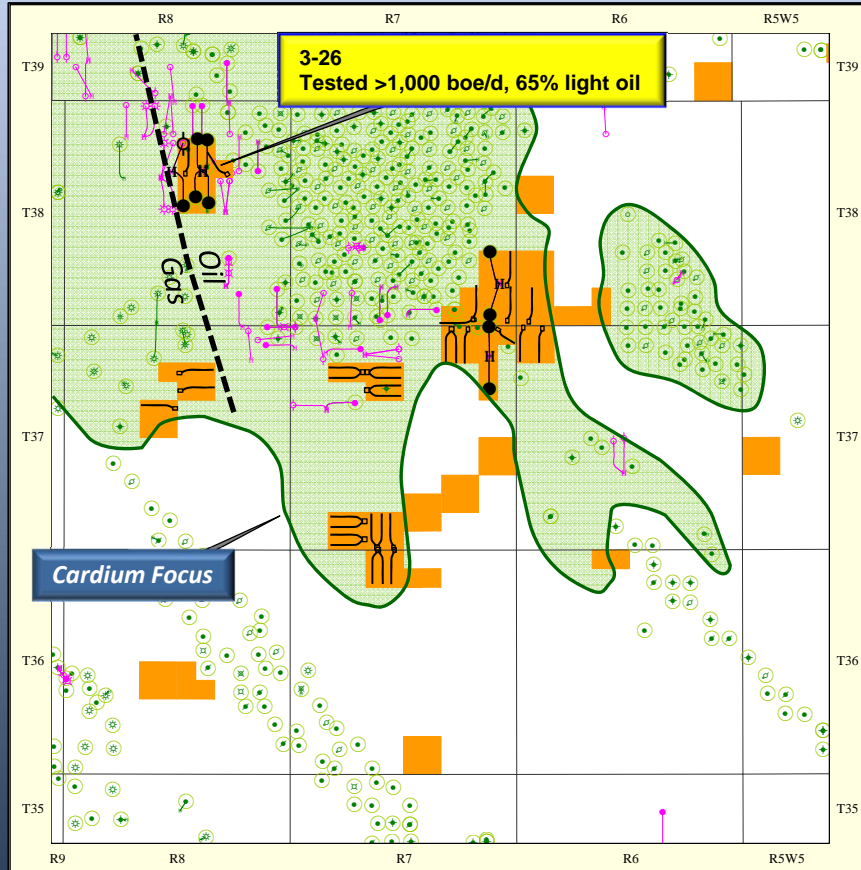 R8 R7 R6 R5W5
3-26
Tested >1,000 boe/d, 65% light oil
T39 T39
H H
T38 T38
Oil
Gas
H
H
T37 T37
Cardium Focus
T36 T36
T35 T35
R9 R8 R7 R6 R5W5